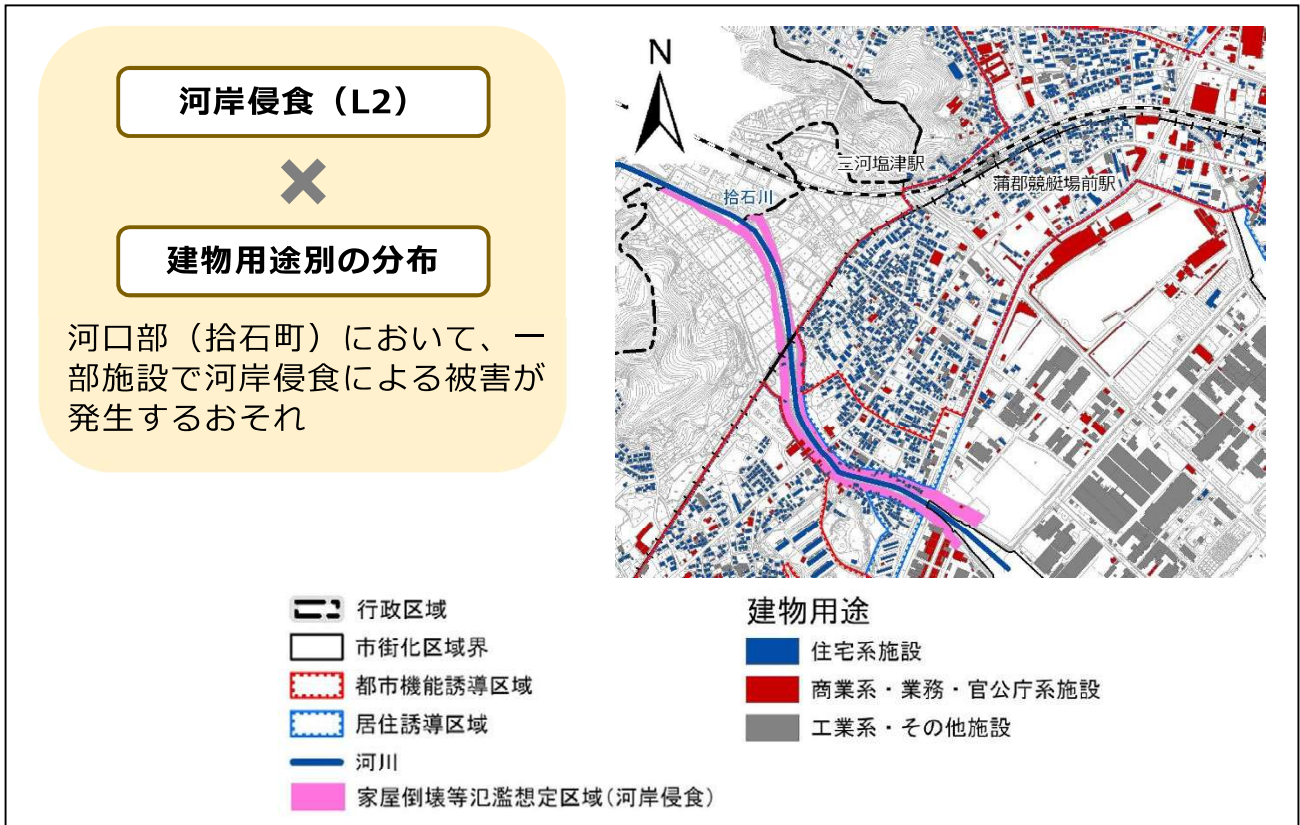 河岸侵食（L2）
×
建物用途別の分布
河口部（拾石町）において、一
部施設で河岸侵食による被害が
発生するおそれ
N
三河塩津駅
拾石川
蒲郡競艇場前駅
行政区域
市街化区域界
都市機能誘導区域
居住誘導区域
河川
家屋倒壊等氾濫想定区域(河岸侵食)
建物用途
住宅系施設
商業系・業務・官公庁系施設
工業系・その他施設